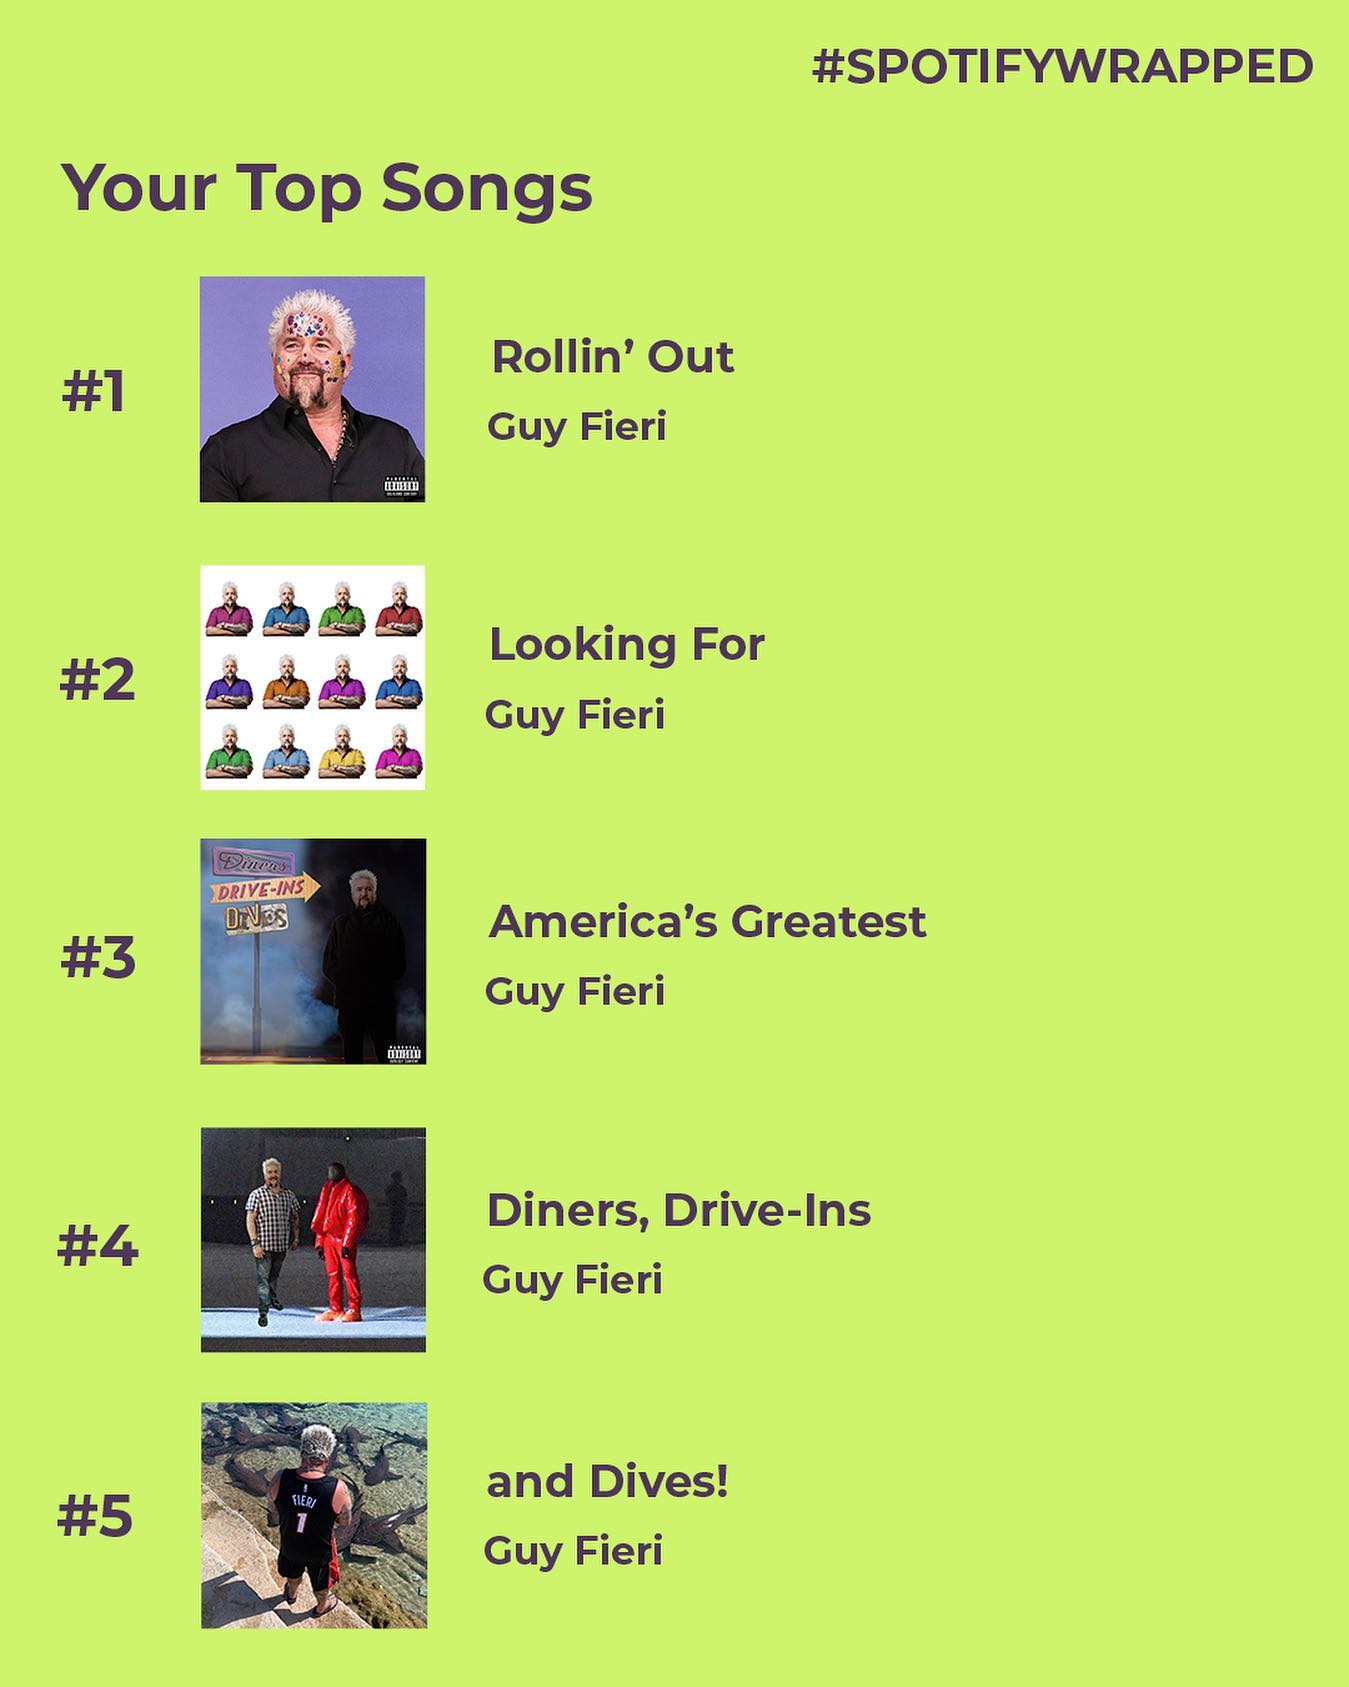 #SPOTIFYWRAPPED
Your Top Songs
#1
Rollin’ Out
Guy Fieri
PARENTAL
ADVISORY
#2
Looking For
Guy Fieri
Diners
DRIVE-INS
DIVES
#3
America’s Greatest
Guy Fieri
PARENTAL
ADVISORY
EXPLICIT CONTENT
#4
Diners, Drive-Ins
Guy Fieri
#5
FIERI
1
and Dives!
Guy Fieri